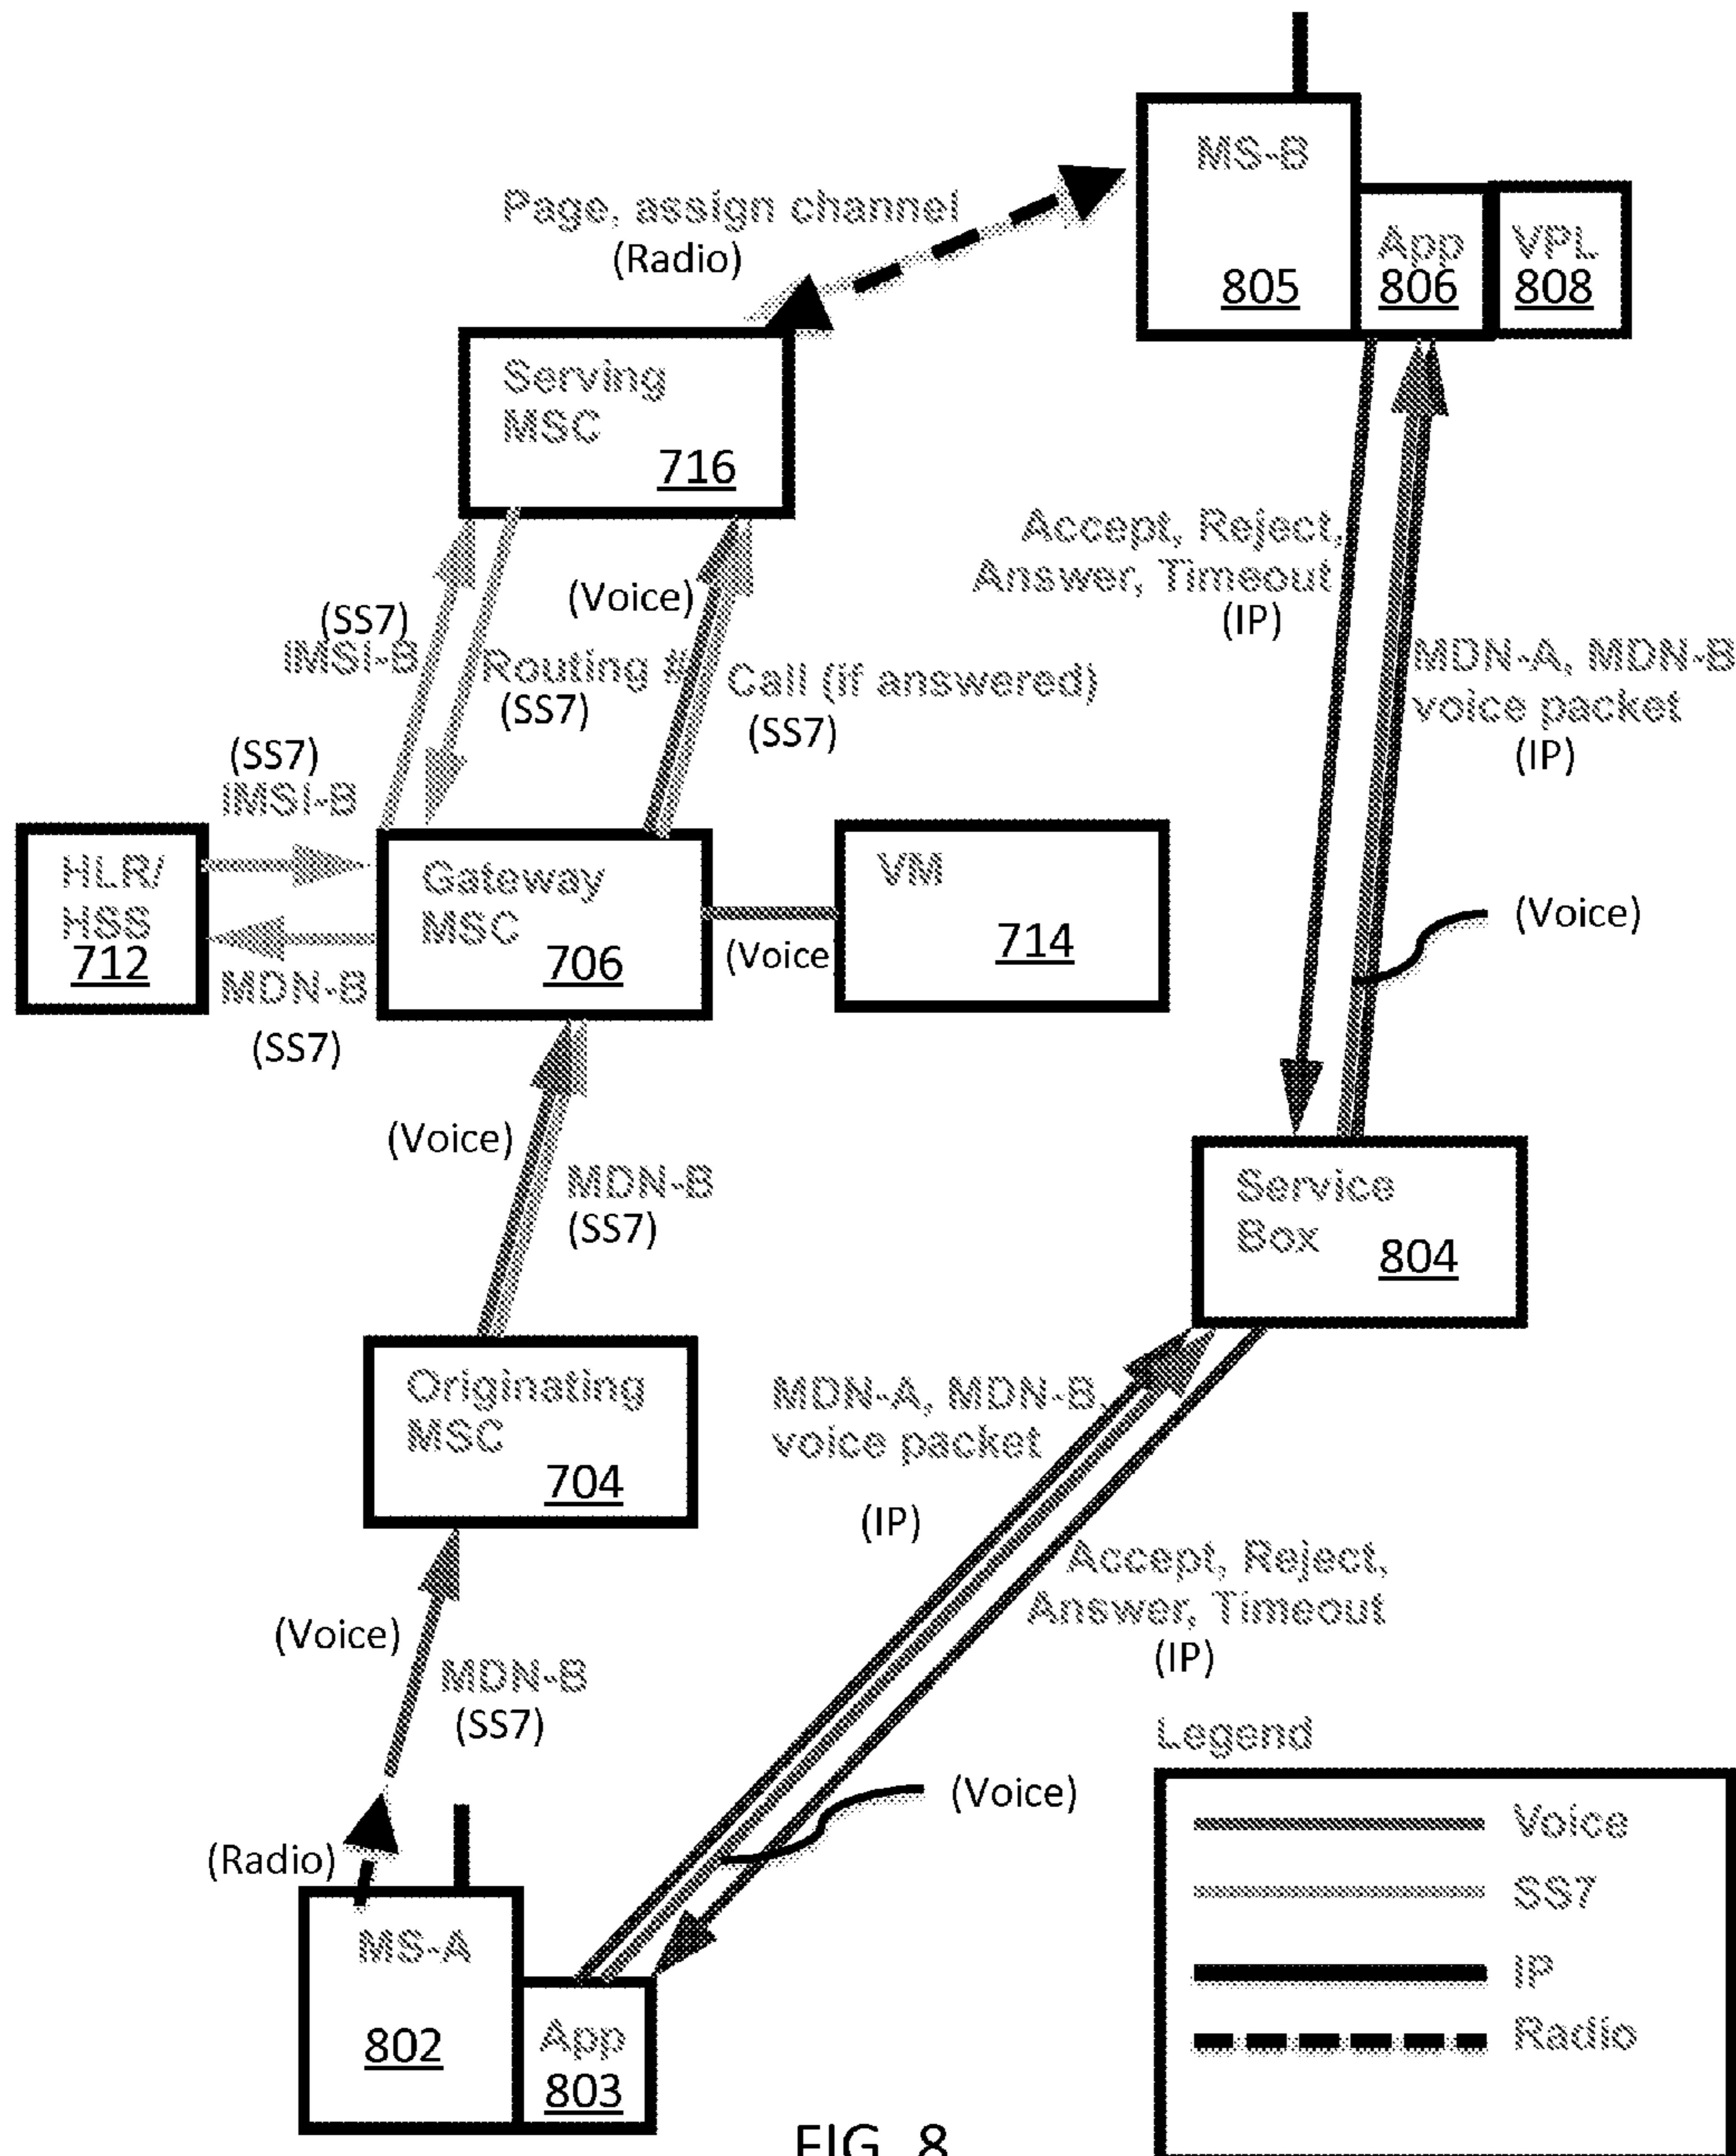 MS-B
805
App
806
VPL
808
Page, assign channel
(Radio)
Serving
MSC
716
Accept, Reject,
Answer, Timeout
(IP)
MDN-A, MDN-B
voice packet
(IP)
(SS7)
IMSI-B
Routing #
(SS7)
(Voice)
Call (if answered)
(SS7)
(SS7)
IMSI-B
HLR/
HSS
712
MDN-B
(SS7)
Gateway
MSC
706
(Voice
VM
714
(Voice)
(Voice)
MDN-B
(SS7)
Service
Box
804
Originating
MSC
704
MDN-A, MDN-B,
voice packet
(IP)
Accept, Reject,
Answer, Timeout
(IP)
(Voice)
MDN-B
(SS7)
(Radio)
(Voice)
MS-A
802
App
803
Legend
Voice
SS7
IP
Radio
FIG. 8